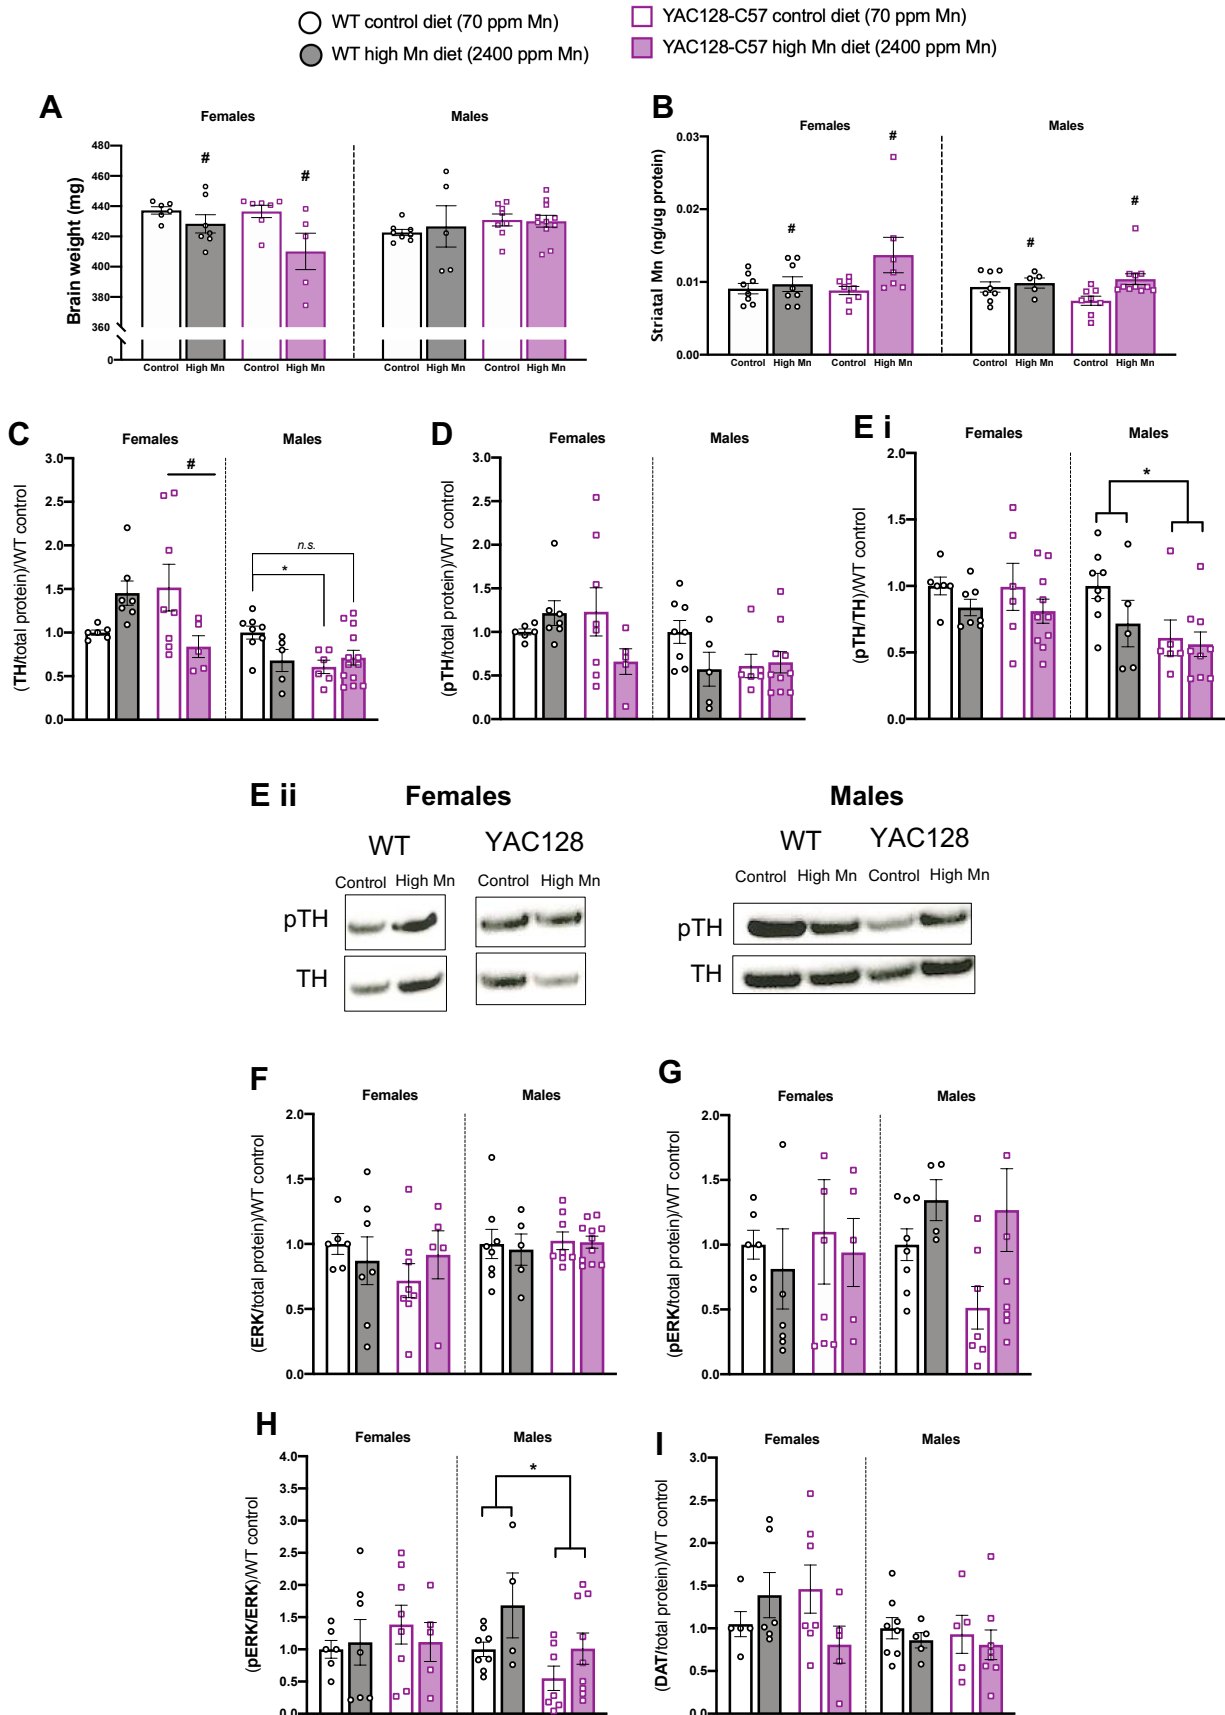 WT control diet (70 ppm Mn)
WT high Mn diet (2400 ppm Mn)
YAC128-C57 control diet (70 ppm Mn)
YAC128-C57 high Mn diet (2400 ppm Mn)
A
Females
Males
Brain weight (mg)
480
460
440
420
400
380
360
0
#
#
Control High Mn Control High Mn Control High Mn Control High Mn
B
Females
Males
Striatal Mn (ng/ug protein)
0.03
0.02
0.01
0.00
#
#
#
#
Control High Mn Control High Mn Control High Mn Control High Mn
C
Females
Males
(TH/total protein)/WT control
3.0
2.5
2.0
1.5
1.0
0.5
0.0
#
n.s.
*
D
Females
Males
(pTH/total protein)/WT control
3.0
2.5
2.0
1.5
1.0
0.5
0.0
E i
Females
Males
(pTH/TH)/WT control
2.0
1.5
1.0
0.5
0.0
*
E ii
Females
Males
WT
YAC128
WT
YAC128
Control High Mn Control High Mn
Control High Mn Control High Mn
pTH
TH
pTH
TH
F
Females
Males
(ERK/total protein)/WT control
2.0
1.5
1.0
0.5
0.0
G
Females
Males
(pERK/total protein)/WT control
2.0
1.5
1.0
0.5
0.0
H
Females
Males
(pERK/ERK)/WT control
4.0
3.5
3.0
2.5
2.0
1.5
1.0
0.5
0.0
*
I
Females
Males
(DAT/total protein)/WT control
3.0
2.5
2.0
1.5
1.0
0.5
0.0